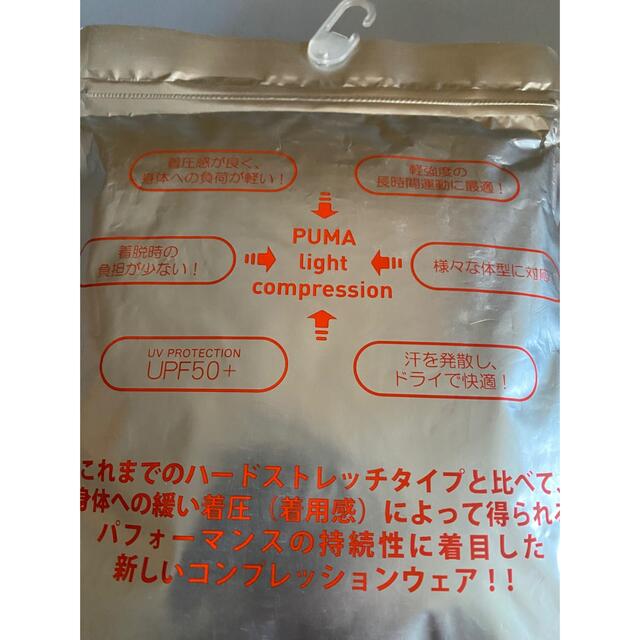 着圧感が良く、
身体への負荷が軽い！
軽強度の
長時間運動に最適！
PUMA
light
compression
着脱時の
負担が少ない！
様々な体型に対応
UV PROTECTION
UPF50+
汗を発散し、
ドライで快適！
これまでのハードストレッチタイプと比べて、
身体への緩い着圧（着用感）によって得られる
パフォーマンスの持続性に着目した
新しいコンプレッションウェア！！